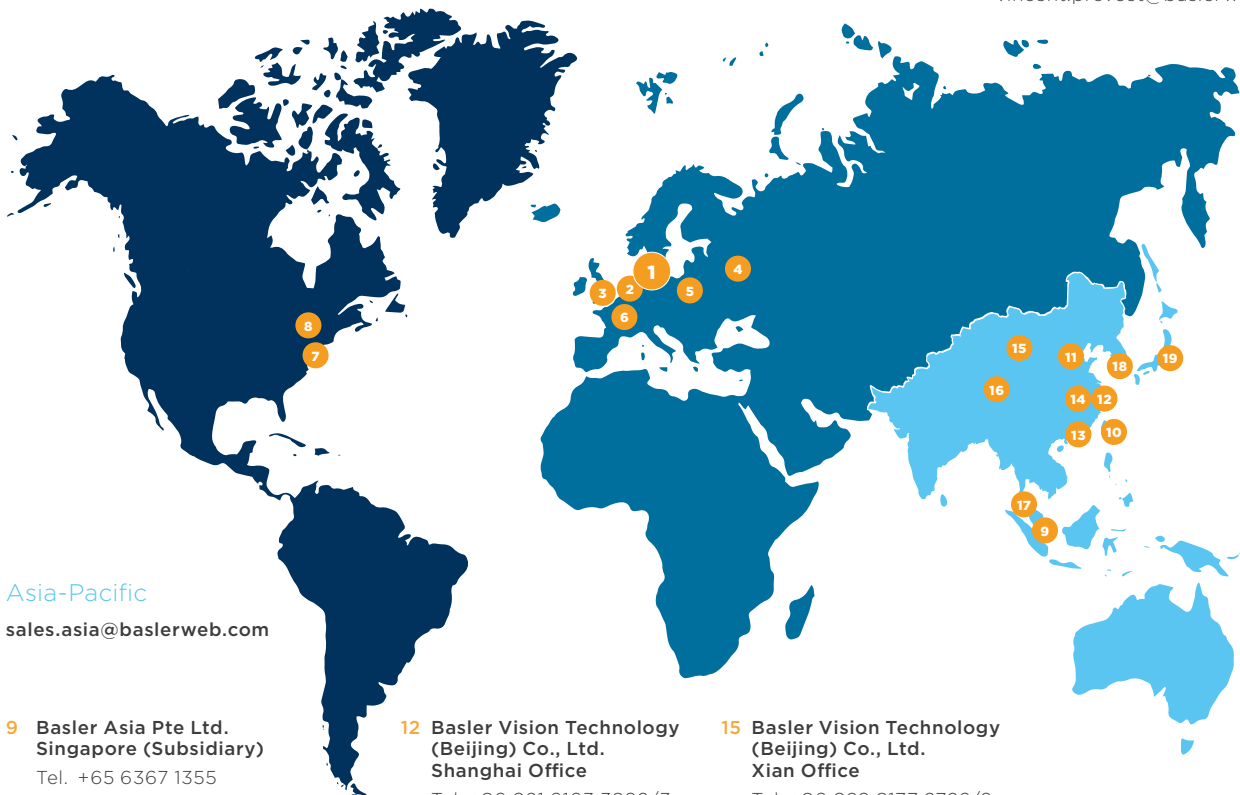 1
4
2
5
3
6
8
7
15
11
18
19
16
14
12
13
10
17
9
Asia-Pacific
sales.asia@baslerweb.com
9 Basler Asia Pte Ltd.
Singapore (Subsidiary)
Tel. +65 6367 1355
12 Basler Vision Technology
(Beijing) Co., Ltd.
Shanghai Office
15 Basler Vision Technology
(Beijing) Co., Ltd.
Xian Office